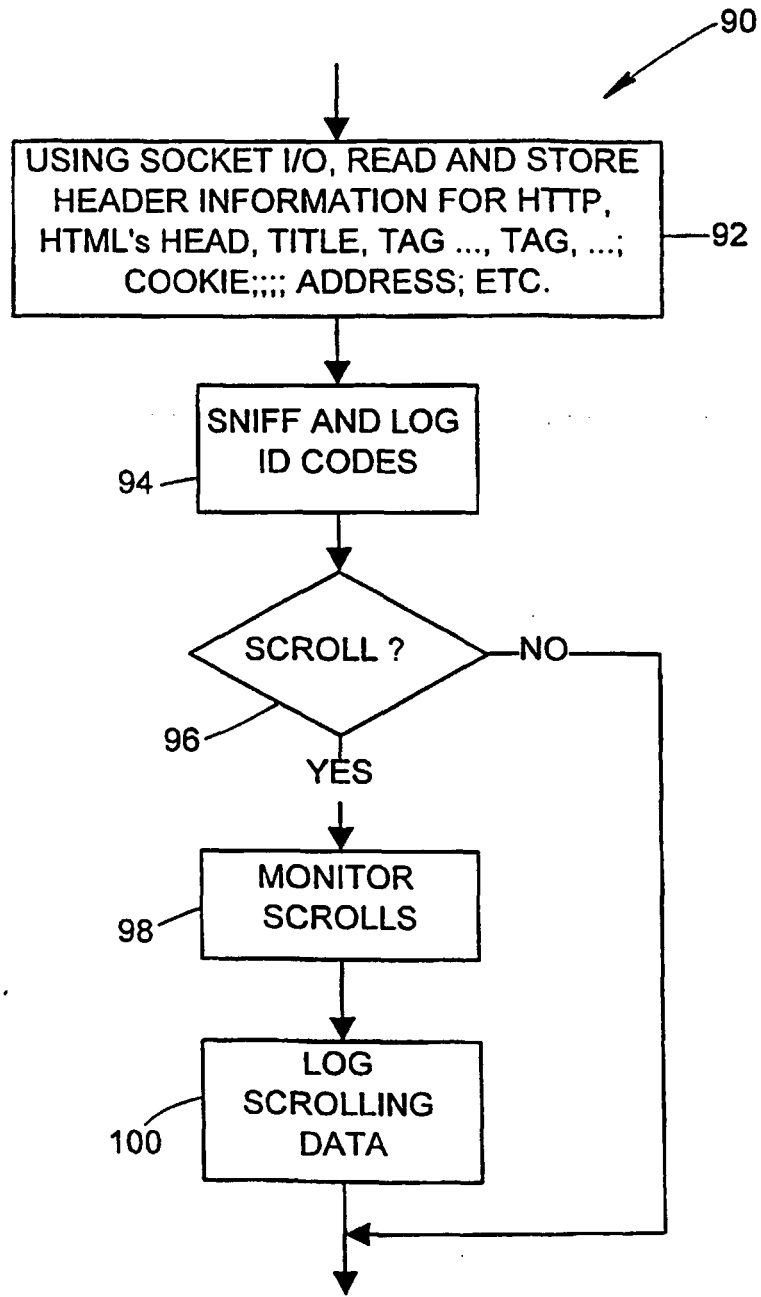 90
USING SOCKET I/O, READ AND STORE
HEADER INFORMATION FOR HTTP,
HTML's HEAD, TITLE, TAG ..., TAG, ...;
COOKIE;;;; ADDRESS; ETC.
92
SNIFF AND LOG
ID CODES
94
SCROLL ?
NO
96
YES
MONITOR
SCROLLS
98
LOG
SCROLLING
DATA
100